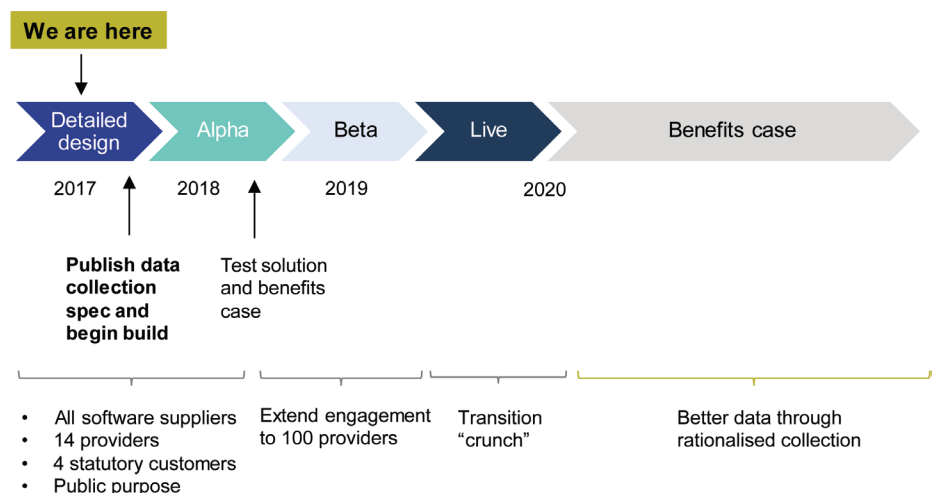 We are here
Detailed
design
Alpha
Beta
Live
Benefits case
2017
2018
2019
2020
Publish data
collection
spec and
begin build
Test solution
and benefits
case
• All software suppliers
• 14 providers
• 4 statutory customers
• Public purpose
Extend engagement
to 100 providers
Transition
“crunch”
Better data through
rationalised collection